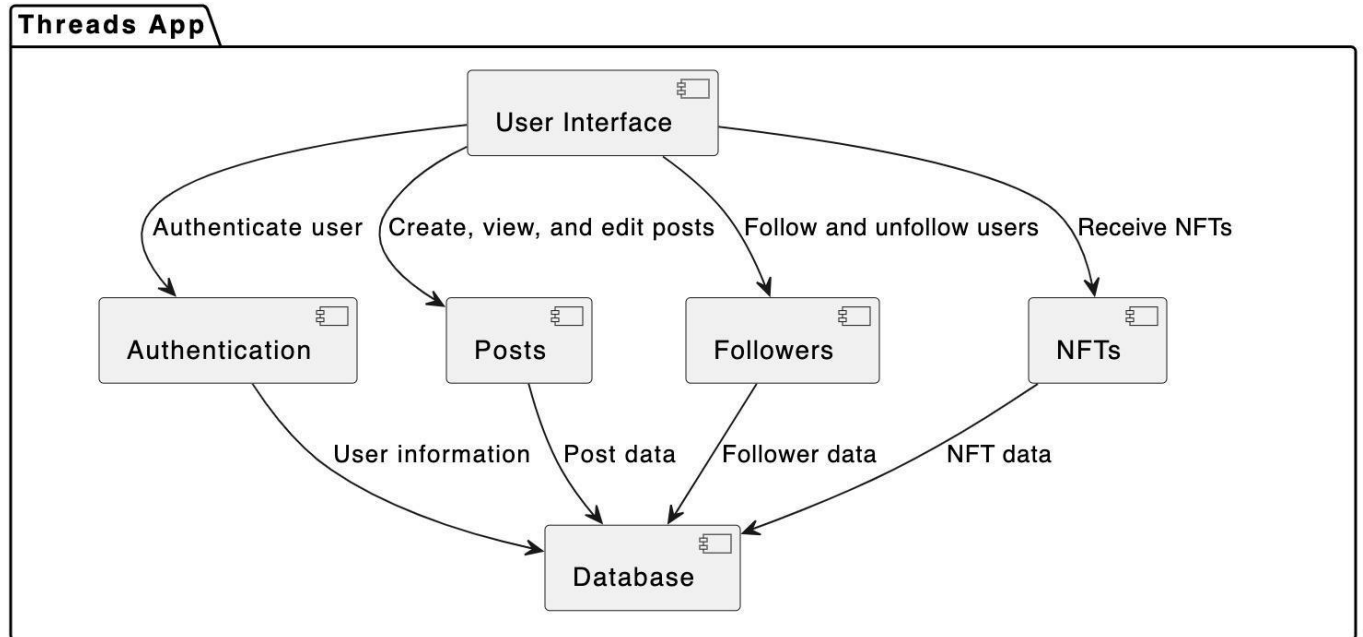 Threads App
User Interface
Authenticate user
Create, view, and edit posts
Follow and unfollow users
Receive NFTs
Authentication
Posts
Followers
NFTs
User information
Post data
Follower data
NFT data
Database